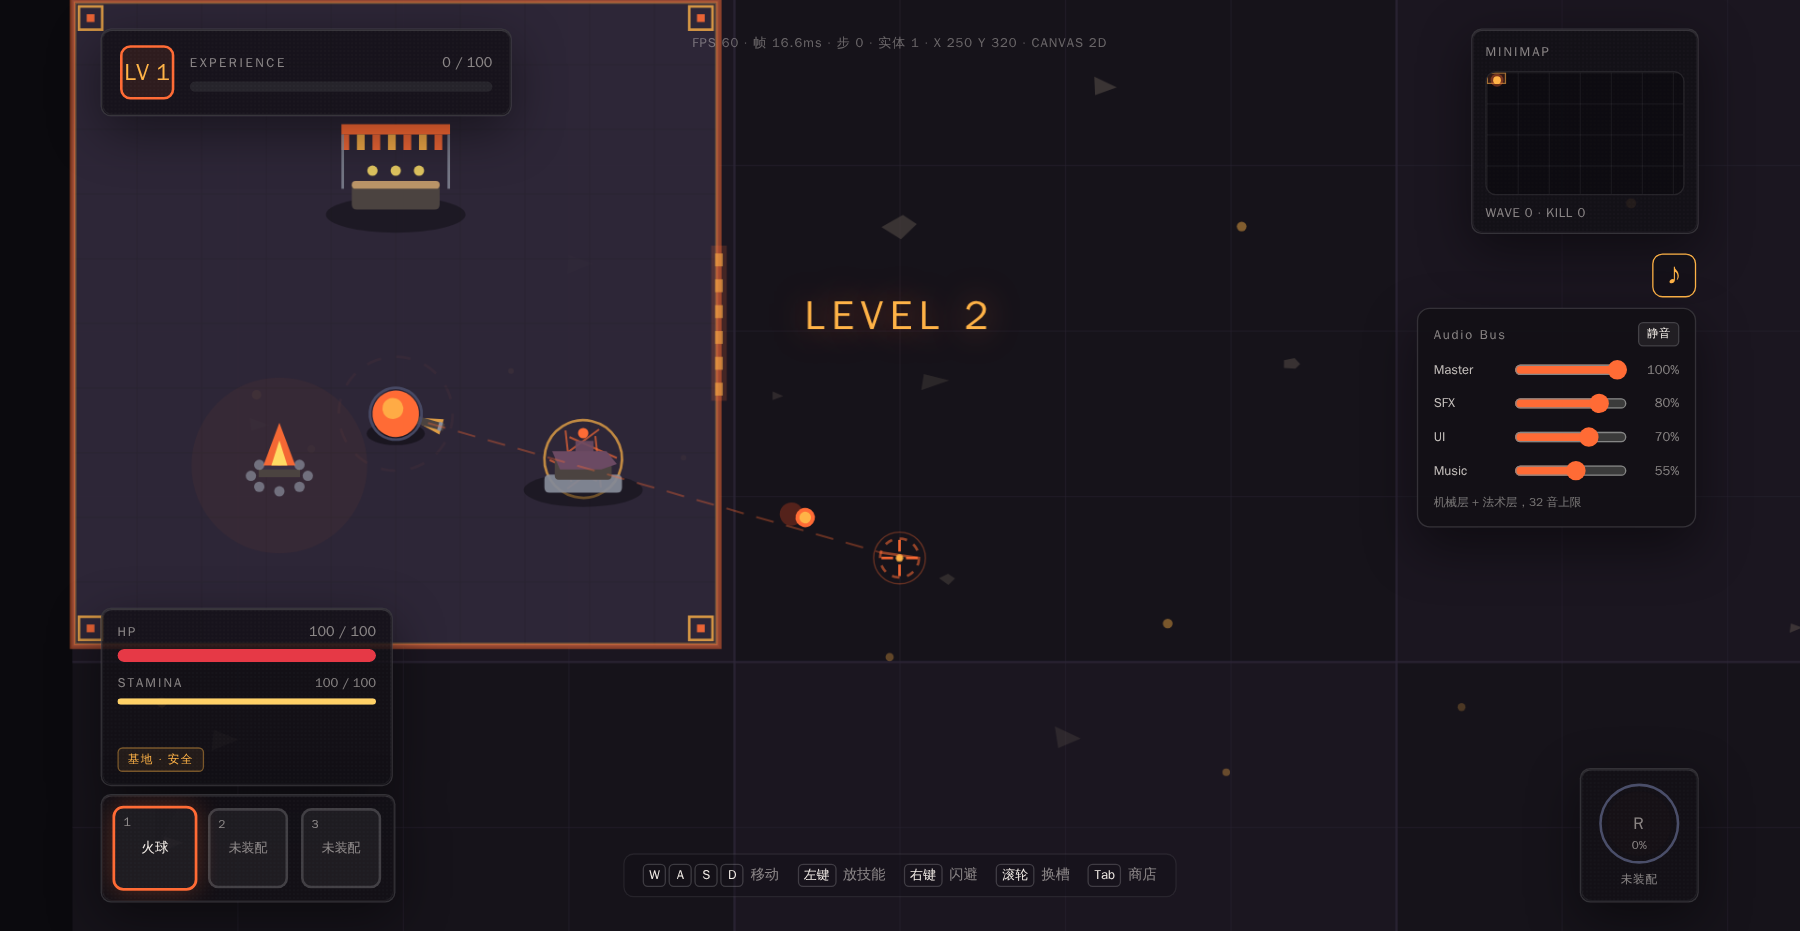 LV 1
EXPERIENCE 0 / 100
FPS 60 · 帧 16.6ms · 步 0 · 实体 1 · X 250 Y 320 · CANVAS 2D
MINIMAP
WAVE 0 · KILL 0
♪
LEVEL 2
Audio Bus 静音
Master 100%
SFX 80%
UI 70%
Music 55%
机械层 + 法术层，32 音上限
HP 100 / 100
STAMINA 100 / 100
基地 · 安全
1 火球
2 未装配
3 未装配
W A S D 移动 左键 放技能 右键 闪避 滚轮 换槽 Tab 商店
R
0%
未装配